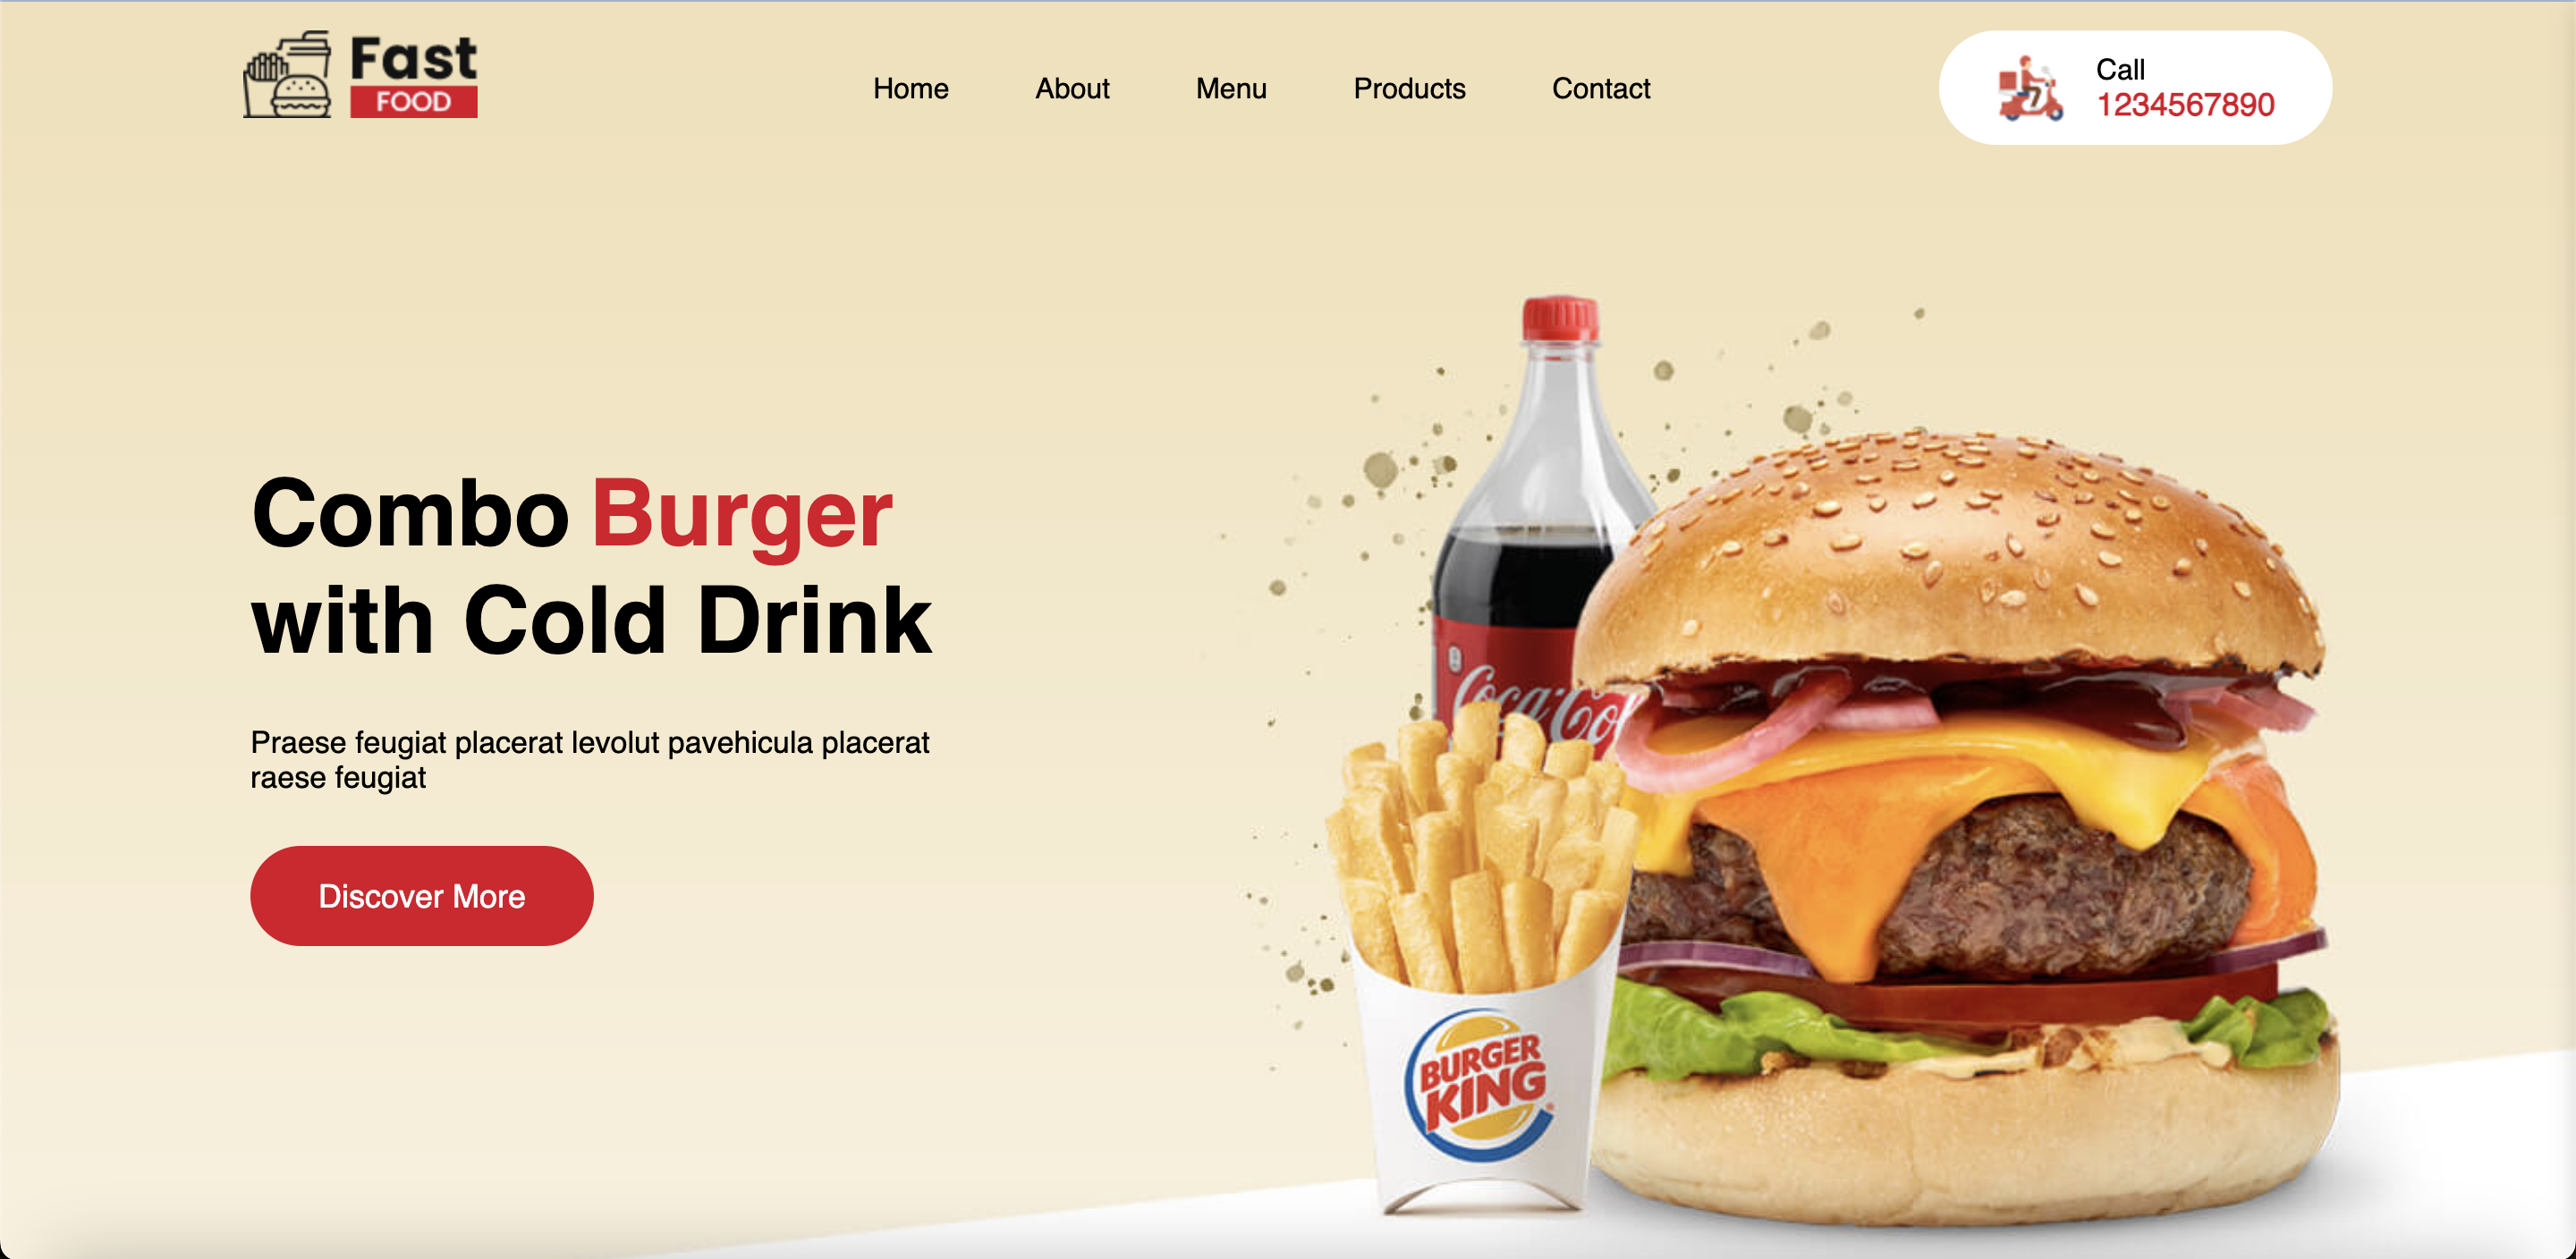 Fast
FOOD
Home
About
Menu
Products
Contact
Call
1234567890
Combo Burger
with Cold Drink
Praese feugiat placerat levolut pavehicula placerat
raese feugiat
Discover More
Coca-Col
BURGER
KING